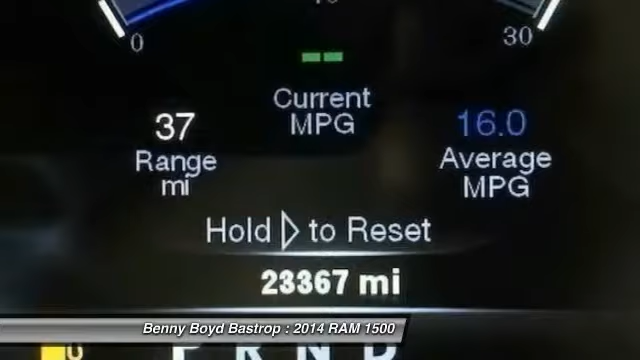 0
30
--
Current
MPG
37
Range
mi
16.0
Average
MPG
Hold ▷ to Reset
23367 mi
Benny Boyd Bastrop : 2014 RAM 1500
P R N D